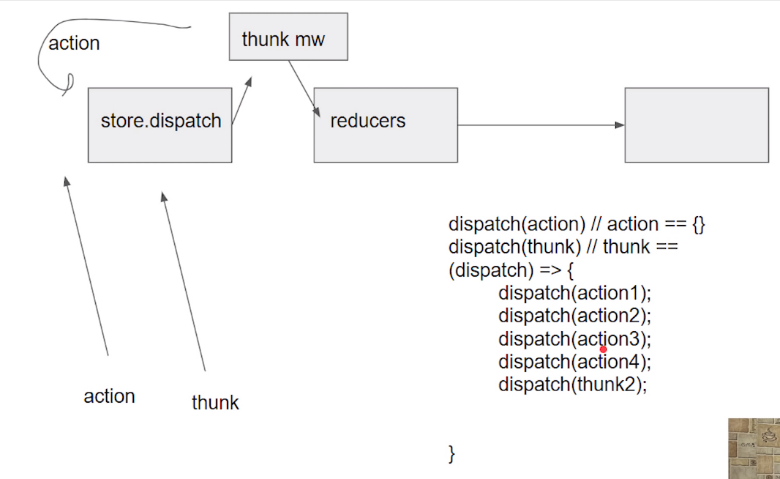 action
thunk mw
store.dispatch
reducers
dispatch(action) // action == {}
dispatch(thunk) // thunk ==
(dispatch) => {
dispatch(action1);
dispatch(action2);
dispatch(action3);
dispatch(action4);
dispatch(thunk2);
}
action
thunk